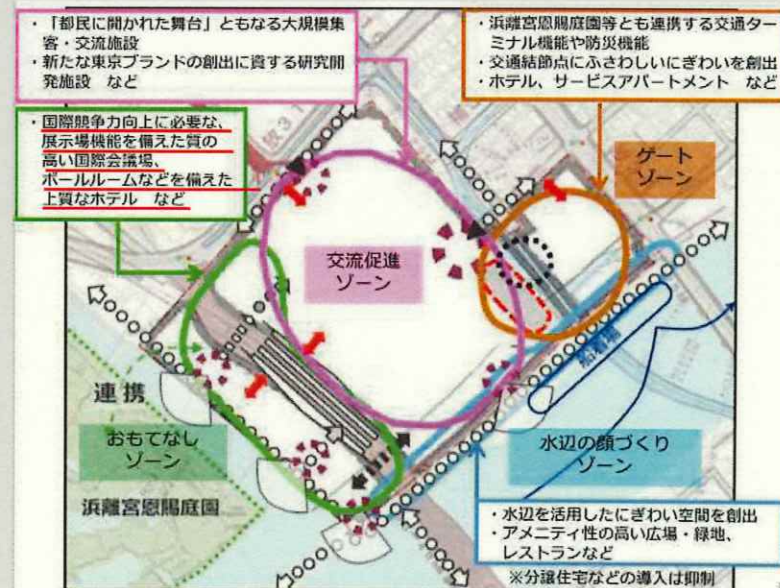 ・「都民に開かれた舞台」ともなる大規模集
客・交流施設
・新たな東京ブランドの創出に資する研究開
発施設 など
・浜離宮恩賜庭園等とも連携する交通ター
ミナル機能や防災機能
・交通結節点にふさわしいにぎわいを創出
・ホテル、サービスアパートメント など
・国際競争力向上に必要な、
展示場機能を備えた質の
高い国際会議場、
ボールルームなどを備えた
上質なホテル など
ゲート
ゾーン
交流促進
ゾーン
船着場
連携
おもてなし
ゾーン
水辺の顔づくり
ゾーン
浜離宮恩賜庭園
・水辺を活用したにぎわい空間を創出
・アメニティ性の高い広場・緑地、
レストランなど
※分譲住宅などの導入は抑制